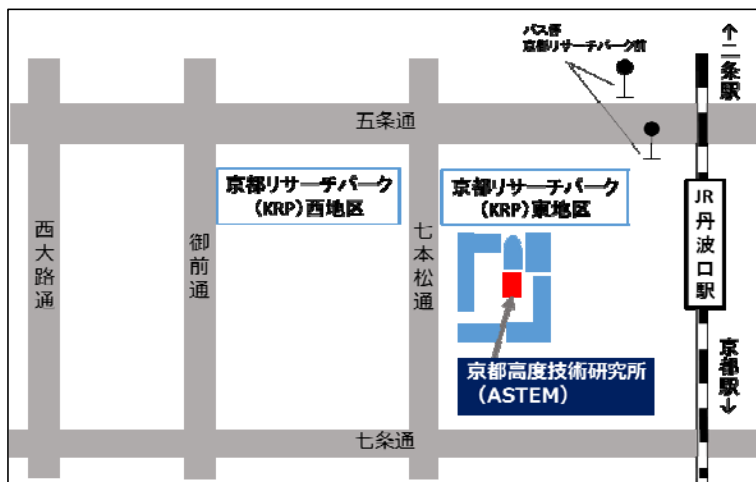 バス停
京都リサーチパーク前
↑二条駅
五条通
京都リサーチパーク
(KRP)西地区
京都リサーチパーク
(KRP)東地区
西大路通
御前通
七本松通
JR丹波口駅
京都高度技術研究所
（ASTEM）
京都駅↓
七条通